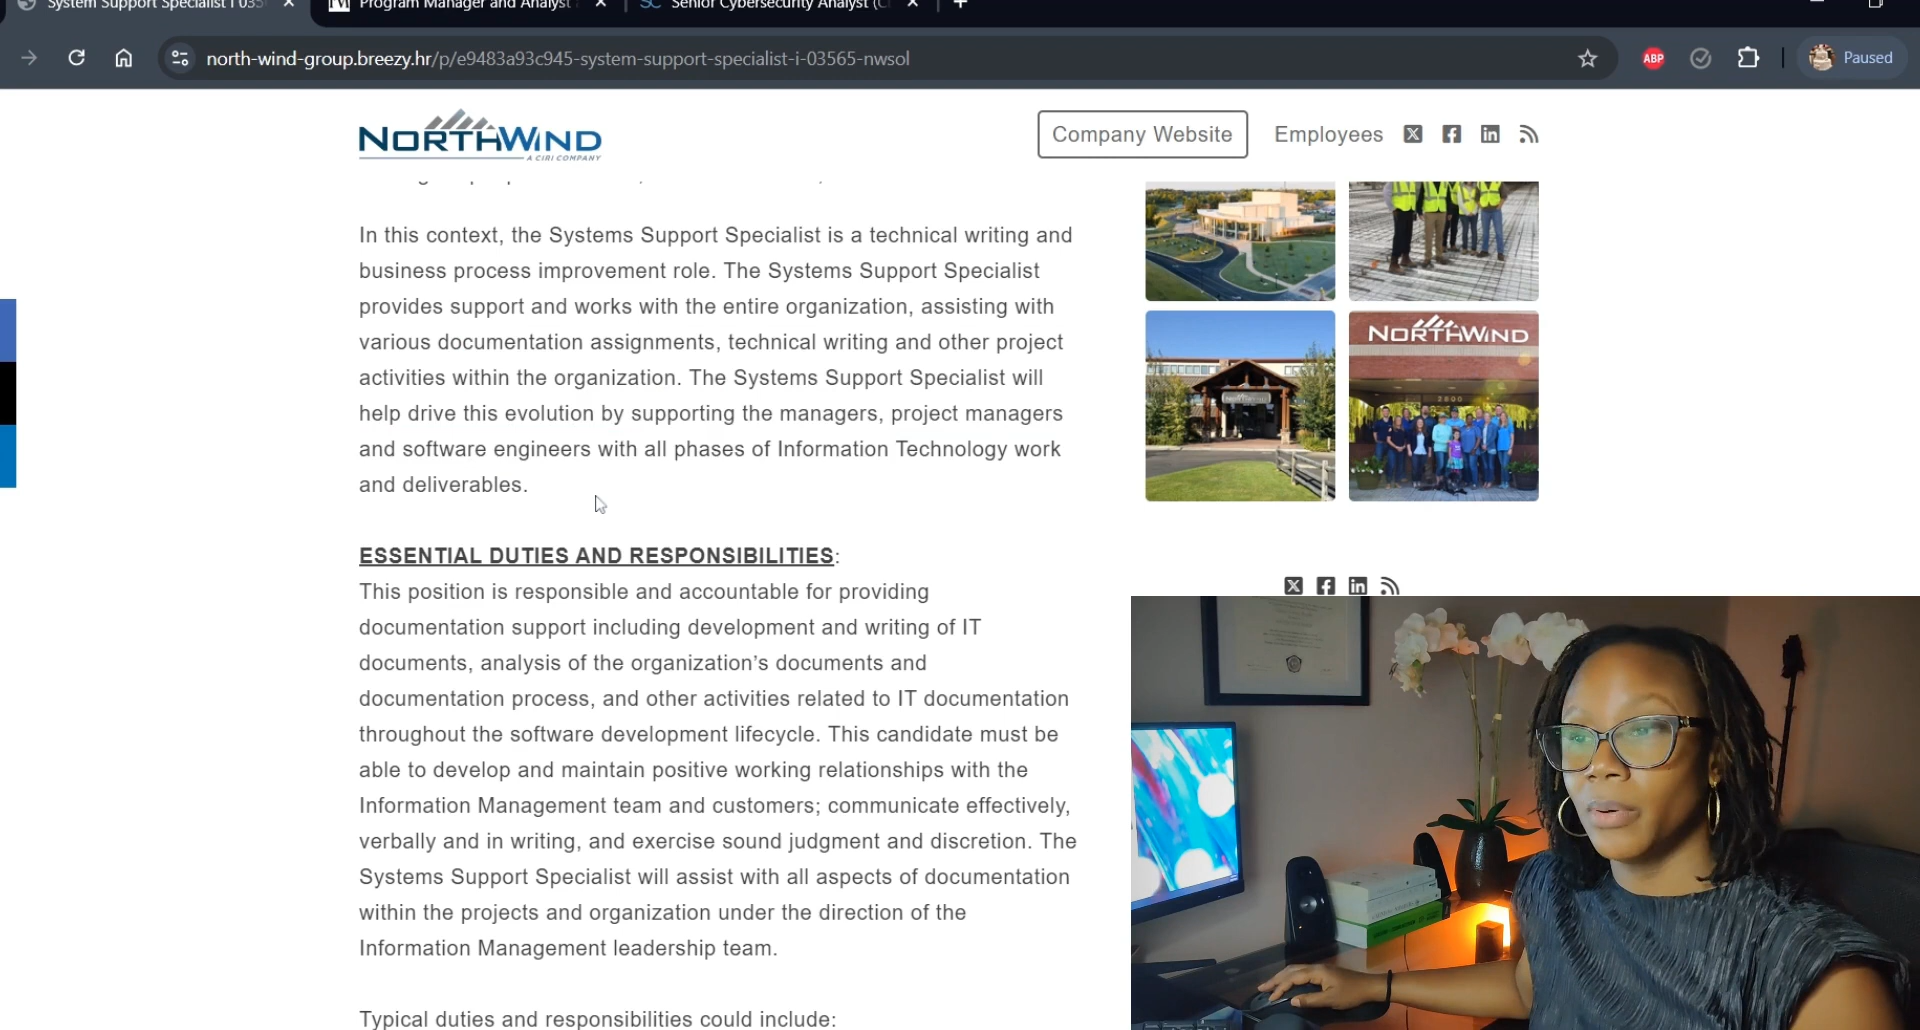 System Support Specialist I 035
Program Manager and Analyst
Senior Cybersecurity Analyst (C
north-wind-group.breezy.hr/p/e9483a93c945-system-support-specialist-i-03565-nwsol
ABP
Paused
NORTHWIND
A CIRI COMPANY
Company Website
Employees
In this context, the Systems Support Specialist is a technical writing and
business process improvement role. The Systems Support Specialist
provides support and works with the entire organization, assisting with
various documentation assignments, technical writing and other project
activities within the organization. The Systems Support Specialist will
help drive this evolution by supporting the managers, project managers
and software engineers with all phases of Information Technology work
and deliverables.
NORTHWIND
2800
ESSENTIAL DUTIES AND RESPONSIBILITIES:
This position is responsible and accountable for providing
documentation support including development and writing of IT
documents, analysis of the organization’s documents and
documentation process, and other activities related to IT documentation
throughout the software development lifecycle. This candidate must be
able to develop and maintain positive working relationships with the
Information Management team and customers; communicate effectively,
verbally and in writing, and exercise sound judgment and discretion. The
Systems Support Specialist will assist with all aspects of documentation
within the projects and organization under the direction of the
Information Management leadership team.
Typical duties and responsibilities could include: